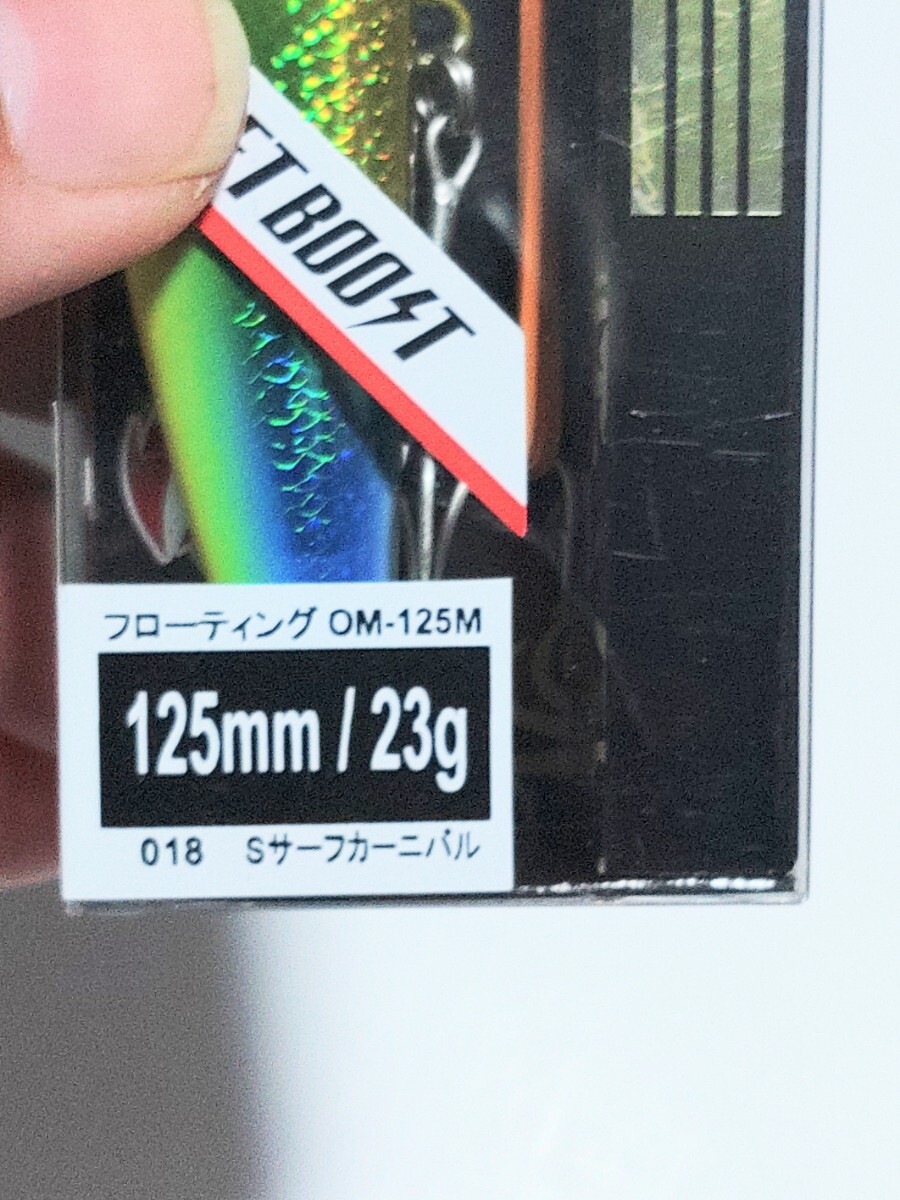 BOOST
フローティング OM-125M
125mm / 23g
018 Sサーフカーニバル